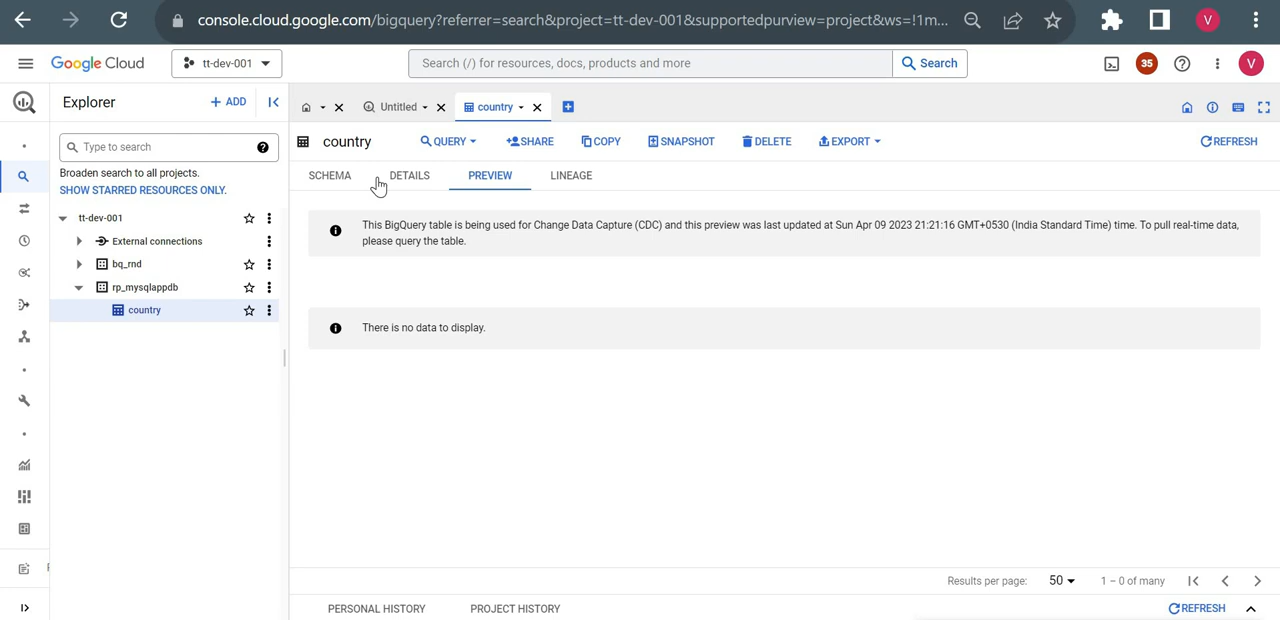 console.cloud.google.com/bigquery?referrer=search&project=tt-dev-001&supportedpurview=project&ws=!1m...
V
Google Cloud
tt-dev-001
Search (/) for resources, docs, products and more
Search
35
V
Explorer
+ ADD
Untitled
country
Type to search
country
QUERY
SHARE
COPY
SNAPSHOT
DELETE
EXPORT
REFRESH
Broaden search to all projects.
SHOW STARRED RESOURCES ONLY.
SCHEMA
DETAILS
PREVIEW
LINEAGE
tt-dev-001
External connections
bq_rnd
rp_mysqlappdb
country
This BigQuery table is being used for Change Data Capture (CDC) and this preview was last updated at Sun Apr 09 2023 21:21:16 GMT+0530 (India Standard Time) time. To pull real-time data,
please query the table.
There is no data to display.
Results per page:
50
1 – 0 of many
PERSONAL HISTORY
PROJECT HISTORY
REFRESH